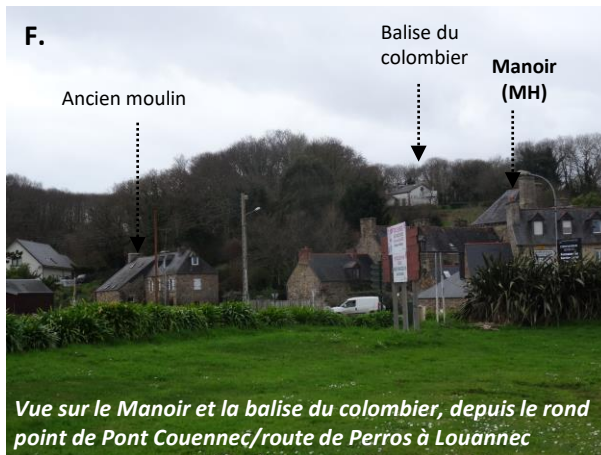 F.
Balise du
colombier
Manoir
(MH)
Ancien moulin
Vue sur le Manoir et la balise du colombier, depuis le rond
point de Pont Couennec/route de Perros à Louannec